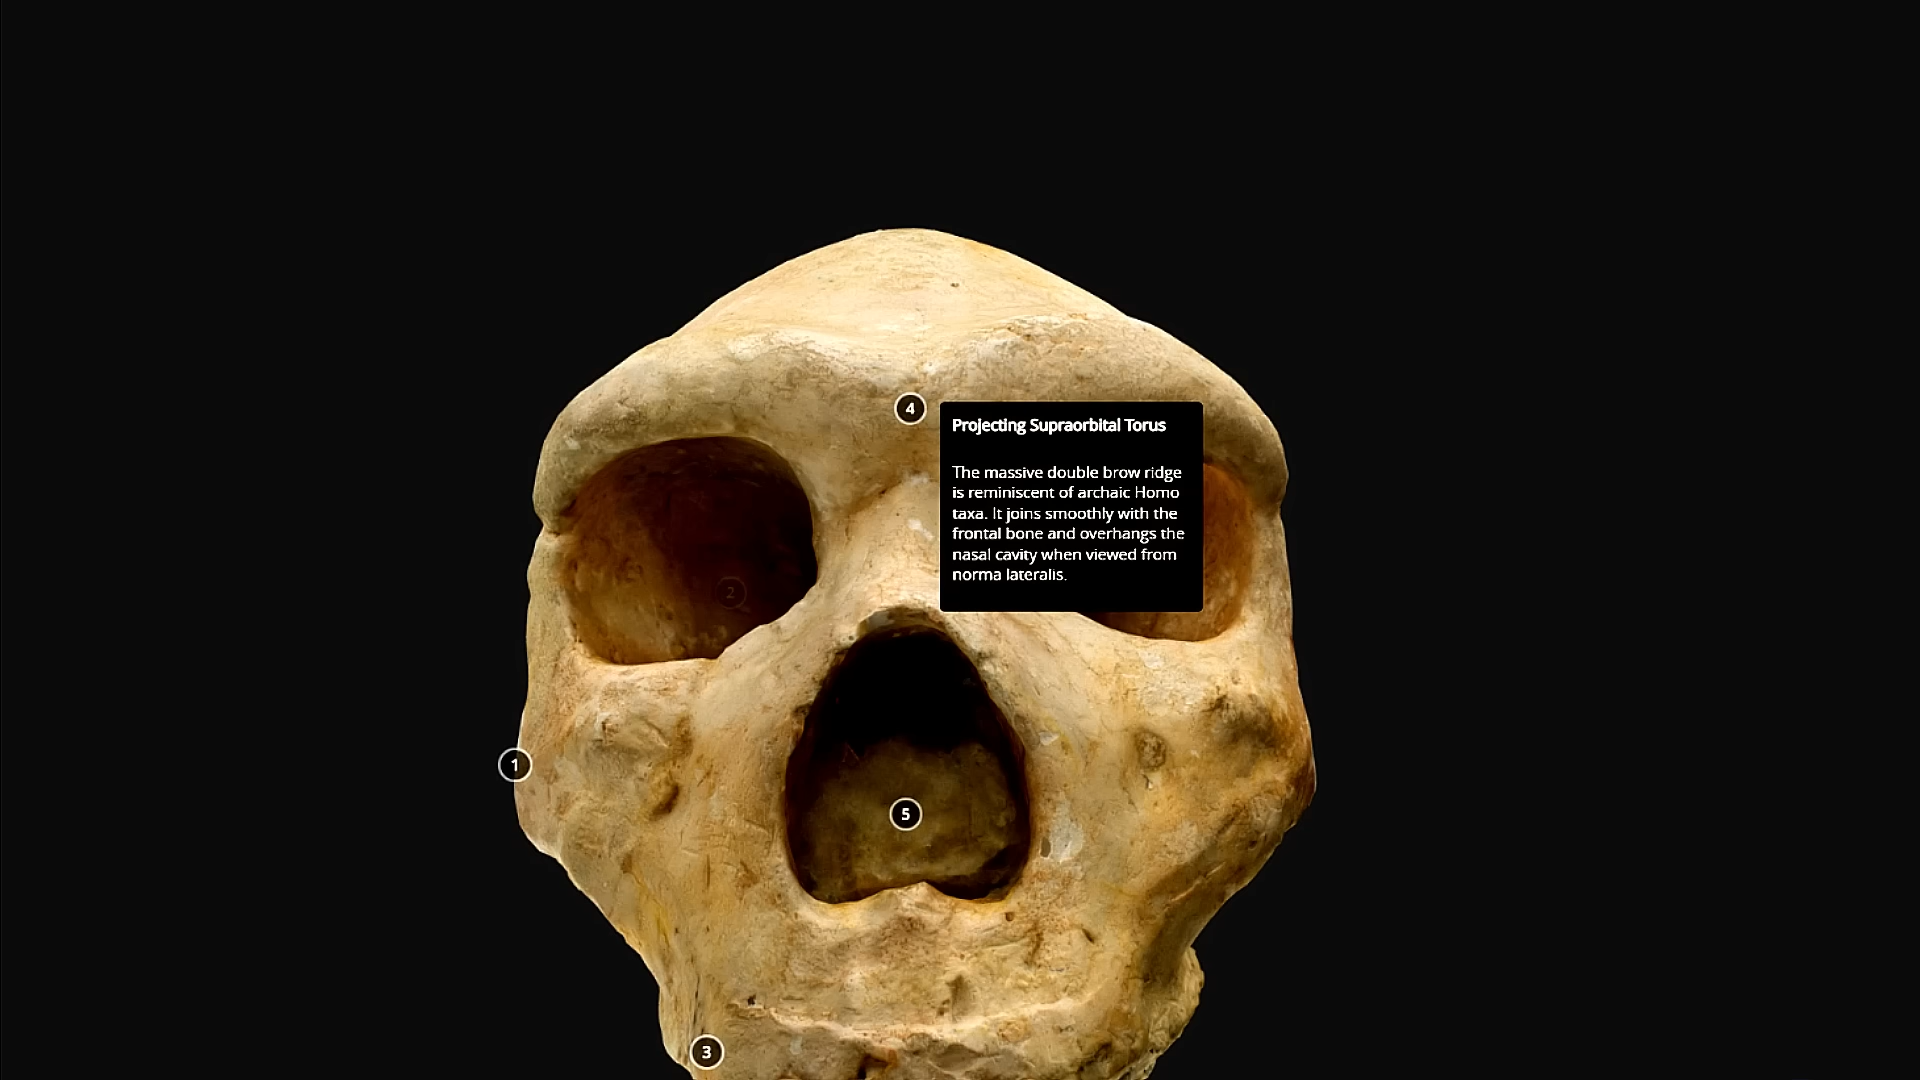 4
Projecting Supraorbital Torus
The massive double brow ridge
is reminiscent of archaic Homo
taxa. It joins smoothly with the
frontal bone and overhangs the
nasal cavity when viewed from
norma lateralis.
2
1
5
3